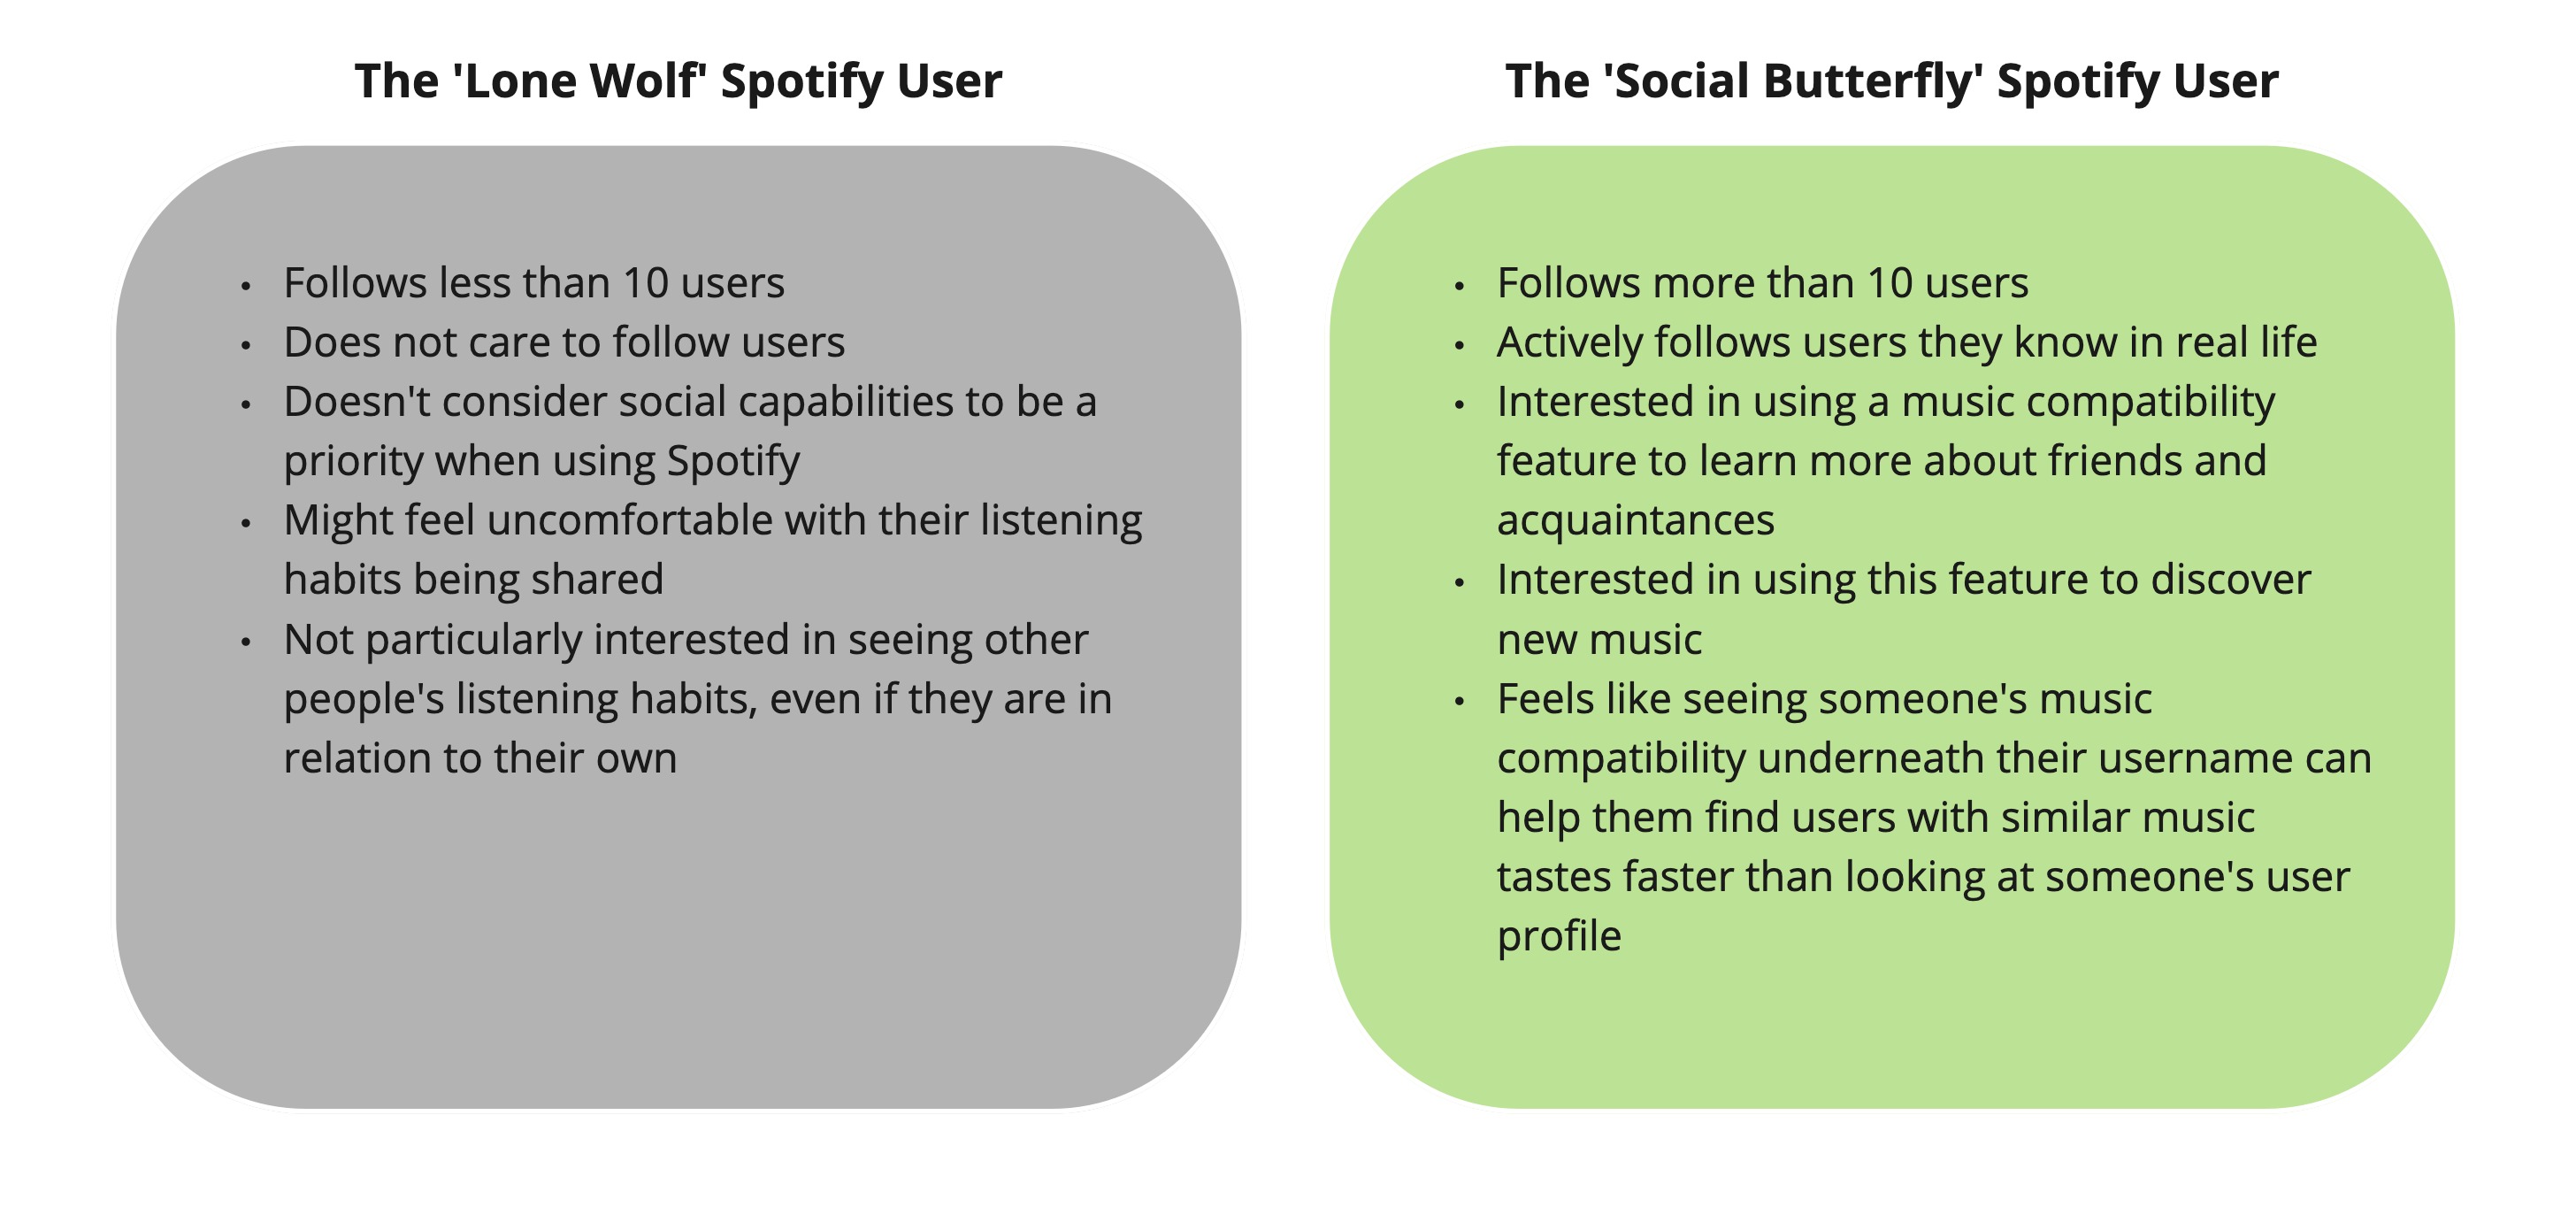 The 'Lone Wolf' Spotify User
• Follows less than 10 users
• Does not care to follow users
• Doesn't consider social capabilities to be a
priority when using Spotify
• Might feel uncomfortable with their listening
habits being shared
• Not particularly interested in seeing other
people's listening habits, even if they are in
relation to their own
The 'Social Butterfly' Spotify User
• Follows more than 10 users
• Actively follows users they know in real life
• Interested in using a music compatibility
feature to learn more about friends and
acquaintances
• Interested in using this feature to discover
new music
• Feels like seeing someone's music
compatibility underneath their username can
help them find users with similar music
tastes faster than looking at someone's user
profile